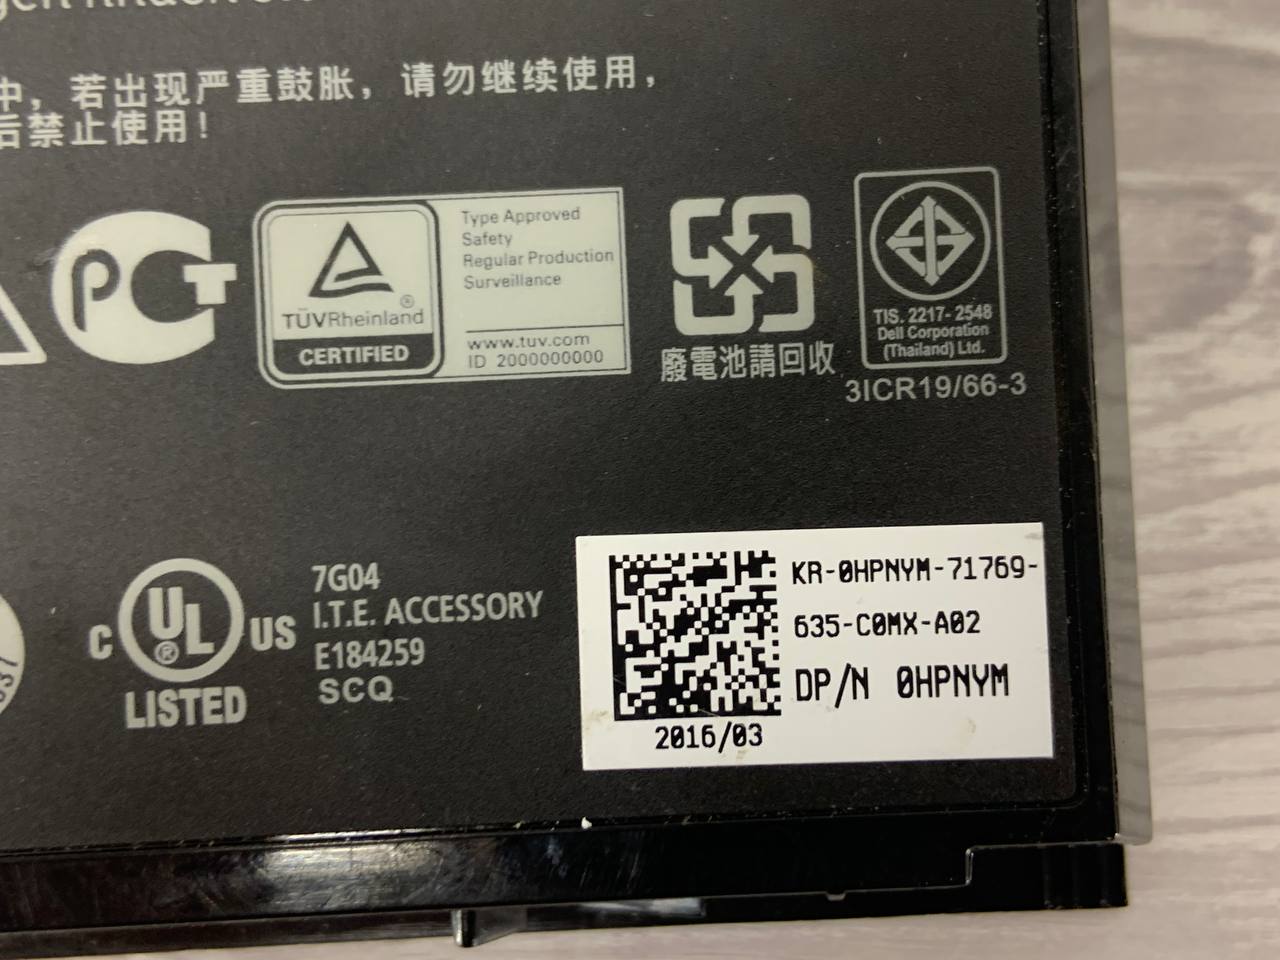 中，若出现严重鼓胀，请勿继续使用，
后禁止使用！
PCT
Type Approved
Safety
Regular Production
Surveillance
TÜVRheinland ®
CERTIFIED
www.tuv.com
ID 2000000000
廢電池請回收
TIS. 2217- 2548
Dell Corporation
(Thailand) Ltd.
3ICR19/66-3
C UL ® US
LISTED
7G04
I.T.E. ACCESSORY
E184259
SCQ
KR-0HPNYM-71769-
635-C0MX-A02
DP/N 0HPNYM
2016/03